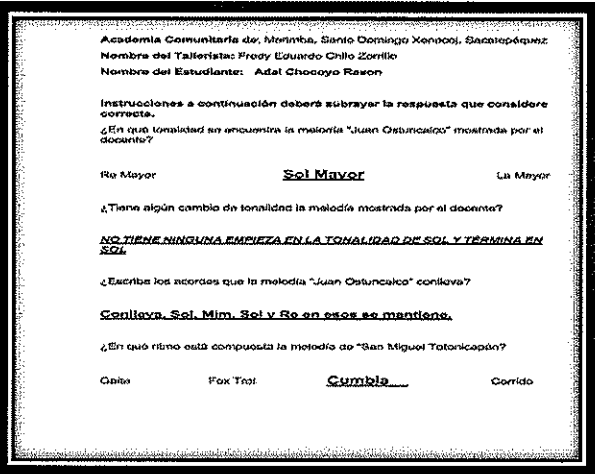 Academia Comunitaria de, Marimba, Santo Domingo Xenacoj, Sacatepéquez
Nombre del Tallerista: Fredy Eduardo Chile Zorrillo
Nombre del Estudiante: Adal Chocoyo Raxon
Instrucciones a continuación deberá subrayar la respuesta que considere
correcta.
¿En qué tonalidad se encuentra la melodía "Juan Ostuncalco" mostrada por el
docente?
Re Mayor Sol Mayor La Mayor
¿Tiene algún cambio de tonalidad la melodía mostrada por el docente?
NO TIENE NINGUNA EMPIEZA EN LA TONALIDAD DE SOL Y TERMINA EN
SOL
¿Escriba los acordes que la melodía "Juan Ostuncalco" conlleva?
Conlleva, Sol, Mim, Sol y Re en esos se mantiene.
¿En qué ritmo está compuesta la melodía de "San Miguel Totonicapán?
Gaita Fox Trot Cumbia Corrido